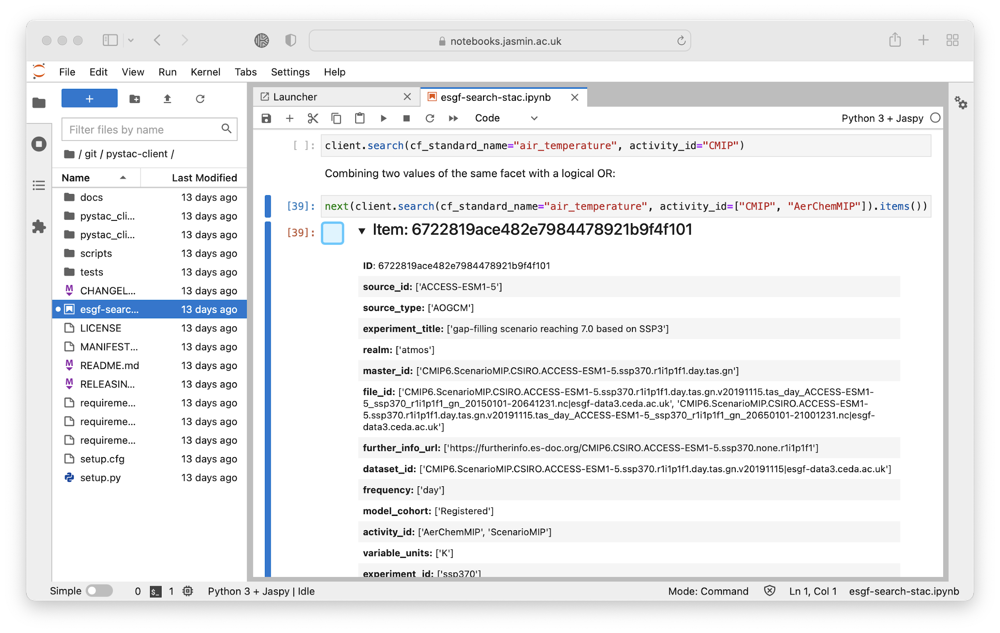 notebooks.jasmin.ac.uk
File Edit View Run Kernel Tabs Settings Help
+
Filter files by name
/ git / pystac-client /
Name Last Modified
docs 13 days ago
pystac_cli... 13 days ago
pystac_cli... 13 days ago
scripts 13 days ago
tests 13 days ago
CHANGEL... 13 days ago
esgf-searc... 13 days ago
LICENSE 13 days ago
MANIFEST... 13 days ago
README.md 13 days ago
RELEASIN... 13 days ago
requireme... 13 days ago
requireme... 13 days ago
requireme... 13 days ago
setup.cfg 13 days ago
setup.py 13 days ago
Launcher esgf-search-stac.ipynb
Code Python 3 + Jaspy
[ ]: client.search(cf_standard_name="air_temperature", activity_id="CMIP")
Combining two values of the same facet with a logical OR:
[39]: next(client.search(cf_standard_name="air_temperature", activity_id=["CMIP", "AerChemMIP"]).items())
[39]: ▼ Item: 6722819ace482e7984478921b9f4f101
ID: 6722819ace482e7984478921b9f4f101
source_id: ['ACCESS-ESM1-5']
source_type: ['AOGCM']
experiment_title: ['gap-filling scenario reaching 7.0 based on SSP3']
realm: ['atmos']
master_id: ['CMIP6.ScenarioMIP.CSIRO.ACCESS-ESM1-5.ssp370.r1i1p1f1.day.tas.gn']
file_id: ['CMIP6.ScenarioMIP.CSIRO.ACCESS-ESM1-5.ssp370.r1i1p1f1.day.tas.gn.v20191115.tas_day_ACCESS-ESM1-
5_ssp370_r1i1p1f1_gn_20150101-20641231.nc|esgf-data3.ceda.ac.uk', 'CMIP6.ScenarioMIP.CSIRO.ACCESS-ESM1-
5.ssp370.r1i1p1f1.day.tas.gn.v20191115.tas_day_ACCESS-ESM1-5_ssp370_r1i1p1f1_gn_20650101-21001231.nc|esgf-
data3.ceda.ac.uk']
further_info_url: ['https://furtherinfo.es-doc.org/CMIP6.CSIRO.ACCESS-ESM1-5.ssp370.none.r1i1p1f1']
dataset_id: ['CMIP6.ScenarioMIP.CSIRO.ACCESS-ESM1-5.ssp370.r1i1p1f1.day.tas.gn.v20191115|esgf-data3.ceda.ac.uk']
frequency: ['day']
model_cohort: ['Registered']
activity_id: ['AerChemMIP', 'ScenarioMIP']
variable_units: ['K']
experiment_id: ['ssp370']
Simple 0 $_ 1 Python 3 + Jaspy | Idle Mode: Command Ln 1, Col 1 esgf-search-stac.ipynb